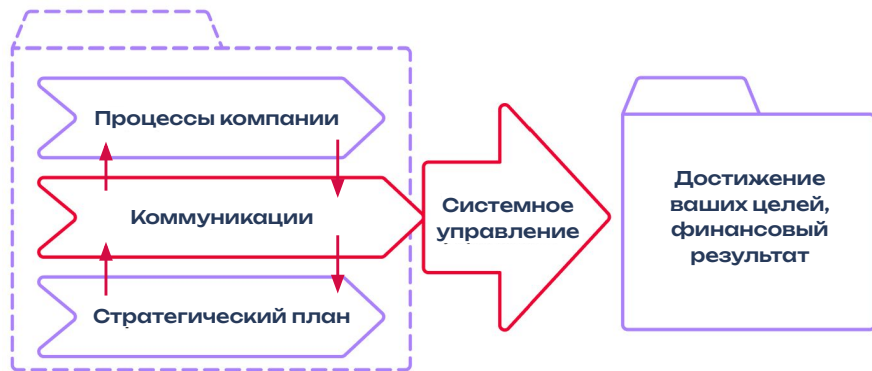 Процессы компании
Коммуникации
Стратегический план
Системное
управление
Достижение
ваших целей,
финансовый
результат